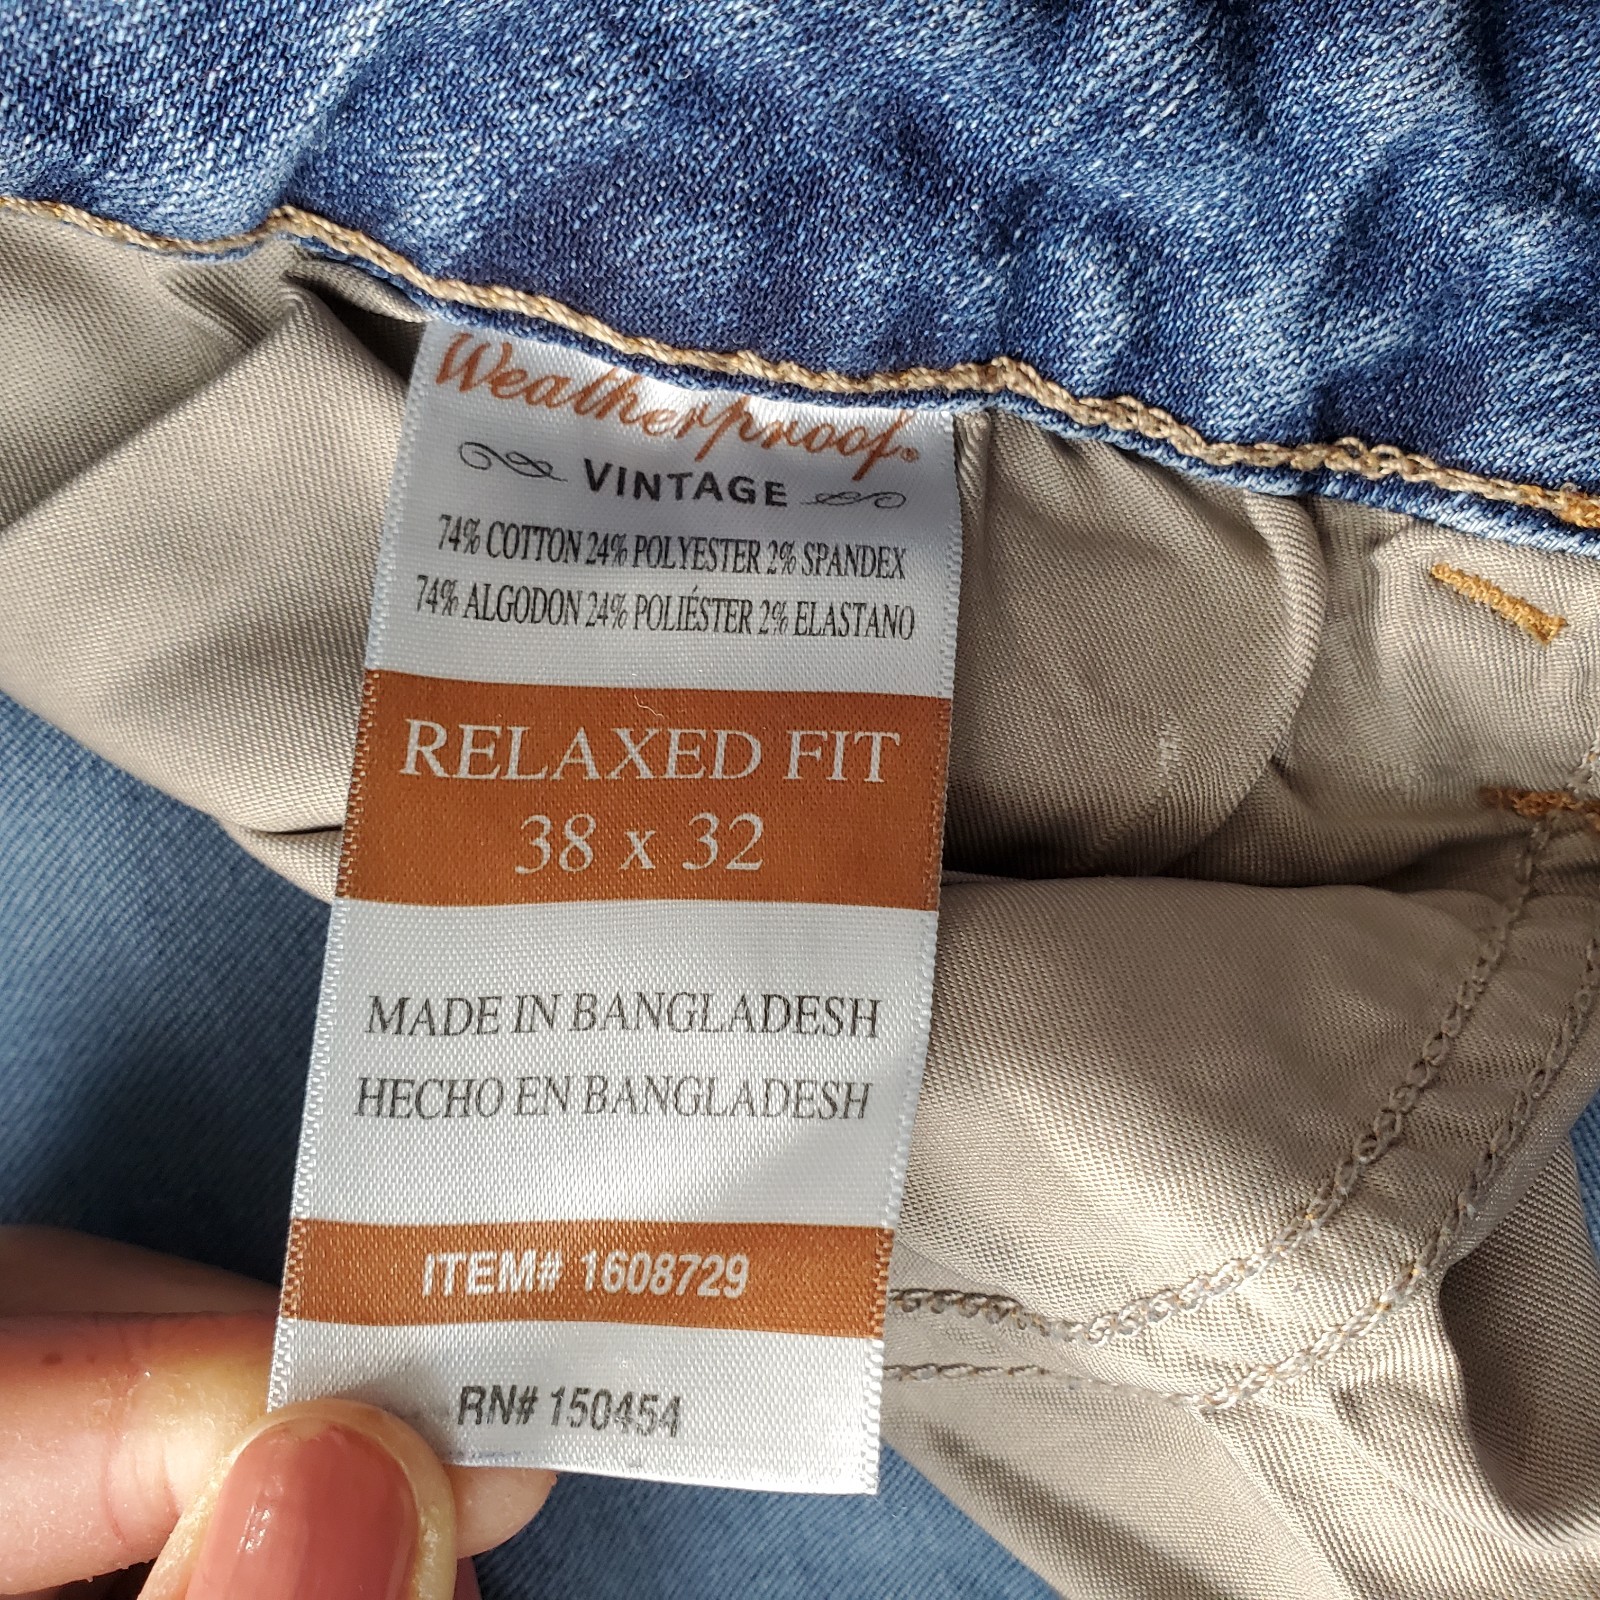 Weatherproof®
VINTAGE
74% COTTON 24% POLYESTER 2% SPANDEX
74% ALGODON 24% POLIÉSTER 2% ELASTANO
RELAXED FIT
38 x 32
MADE IN BANGLADESH
HECHO EN BANGLADESH
ITEM# 1608729
RN# 150454